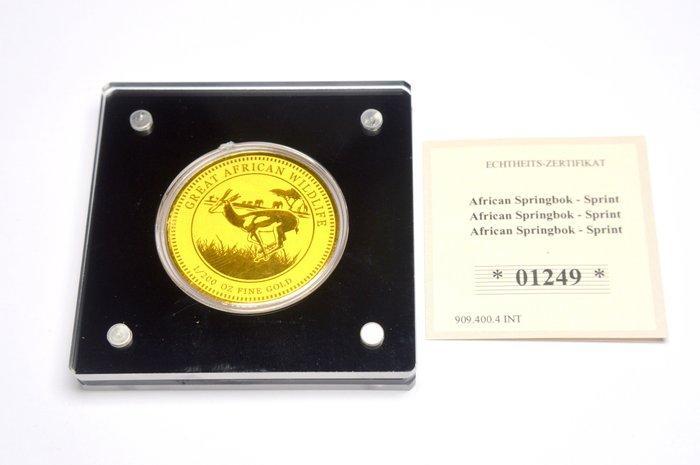 GREAT AFRICAN WILDLIFE
1/200 OZ FINE GOLD
ECHTHEITS-ZERTIFIKAT
African Springbok - Sprint
African Springbok - Sprint
African Springbok - Sprint
* 01249 *
909.400.4 INT